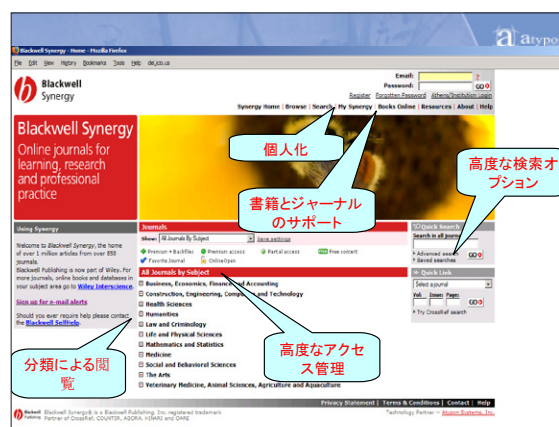 atypo
Blackwell Synergy - Home - Mozilla Firefox
File Edit View History Bookmarks Tools Help del.icio.us
Blackwell
Synergy
Email:
Password:
GO
Register Forgotten Password Athens/Institution Login
Synergy Home | Browse | Search | My Synergy | Books Online | Resources | About | Help
Blackwell Synergy
Online journals for
learning, research
and professional
practice
個人化
書籍とジャーナル
のサポート
高度な検索オ
プション
Using Synergy
Welcome to Blackwell Synergy, the home
of over 1 million articles from over 850
journals.
Blackwell Publishing is now part of Wiley. For
more journals, online books and databases in
your subject area go to Wiley Interscience.
Sign up for e-mail alerts
Should you ever require help please contact
the Blackwell Selfhelp.
分類による閲
覧
Journals
Show: All Journals By Subject Save settings
Premium + Backfiles Premium access Partial access Free content
Favorite Journal OnlineOpen
All Journals by Subject
Business, Economics, Finance and Accounting
Construction, Engineering, Computing and Technology
Health Sciences
Humanities
Law and Criminology
Life and Physical Sciences
Mathematics and Statistics
Medicine
Social and Behavioral Sciences
The Arts
Veterinary Medicine, Animal Sciences, Agriculture and Aquaculture
高度なアクセ
ス管理
Quick Search
Search in all journals
GO
Advanced search
Saved searches
Quick Link
Select a journal
Vol: Issue: Page:
GO
Try CrossRef search
Privacy Statement | Terms & Conditions | Contact | Help
Blackwell Synergy® is a Blackwell Publishing, Inc. registered trademark
Partner of CrossRef, COUNTER, AGORA, HINARI and OARE
Technology Partner - Atypon Systems, Inc.